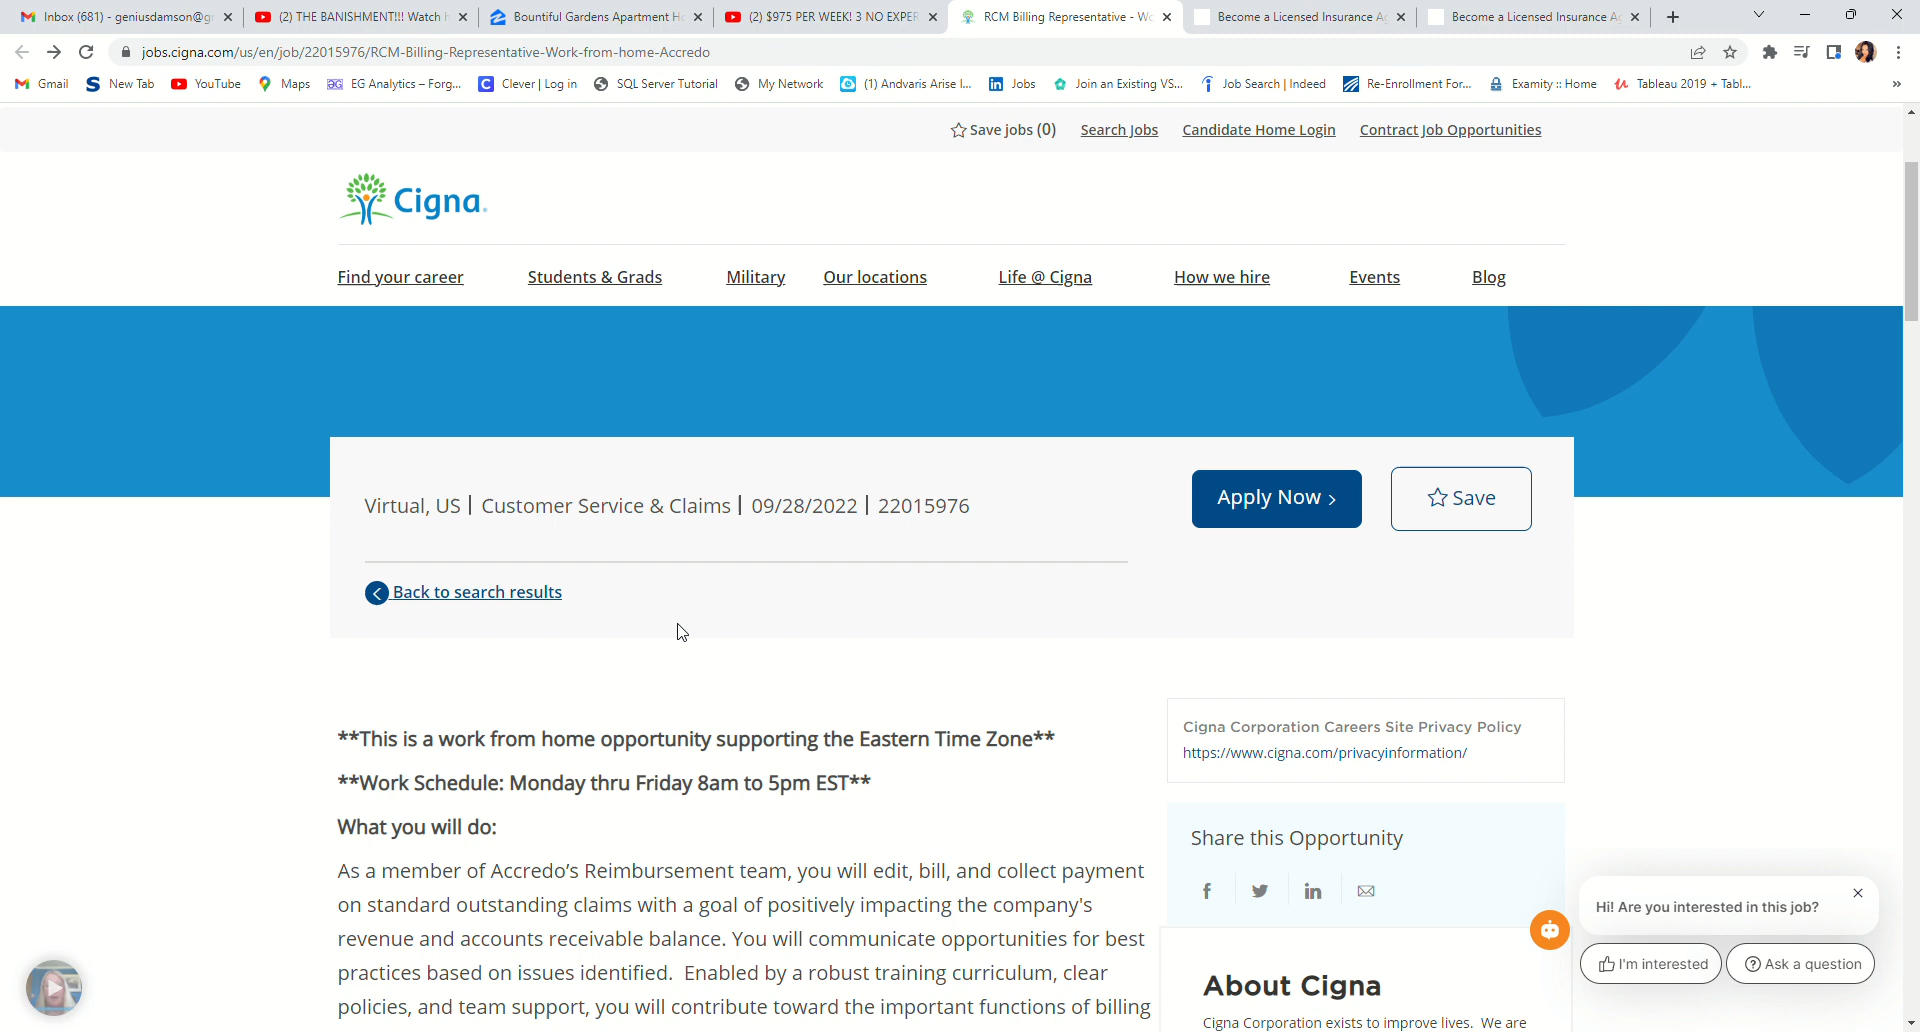 Inbox (681) - geniusdamson@g
(2) THE BANISHMENT!!! Watch h
Bountiful Gardens Apartment H
(2) $975 PER WEEK! 3 NO EXPER
RCM Billing Representative - Wo
Become a Licensed Insurance Ag
Become a Licensed Insurance Ag
jobs.cigna.com/us/en/job/22015976/RCM-Billing-Representative-Work-from-home-Accredo
Gmail
New Tab
YouTube
Maps
EG Analytics – Forg...
Clever | Log in
SQL Server Tutorial
My Network
(1) Andvaris Arise I...
Jobs
Join an Existing VS...
Job Search | Indeed
Re-Enrollment For...
Examity :: Home
Tableau 2019 + Tabl...
Save jobs (0)
Search Jobs
Candidate Home Login
Contract Job Opportunities
Cigna.
Find your career
Students & Grads
Military
Our locations
Life @ Cigna
How we hire
Events
Blog
Virtual, US | Customer Service & Claims | 09/28/2022 | 22015976
Apply Now
Save
Back to search results
**This is a work from home opportunity supporting the Eastern Time Zone**
**Work Schedule: Monday thru Friday 8am to 5pm EST**
What you will do:
As a member of Accredo’s Reimbursement team, you will edit, bill, and collect payment
on standard outstanding claims with a goal of positively impacting the company's
revenue and accounts receivable balance. You will communicate opportunities for best
practices based on issues identified. Enabled by a robust training curriculum, clear
policies, and team support, you will contribute toward the important functions of billing
Cigna Corporation Careers Site Privacy Policy
https://www.cigna.com/privacyinformation/
Share this Opportunity
About Cigna
Cigna Corporation exists to improve lives. We are
Hi! Are you interested in this job?
I'm interested
Ask a question